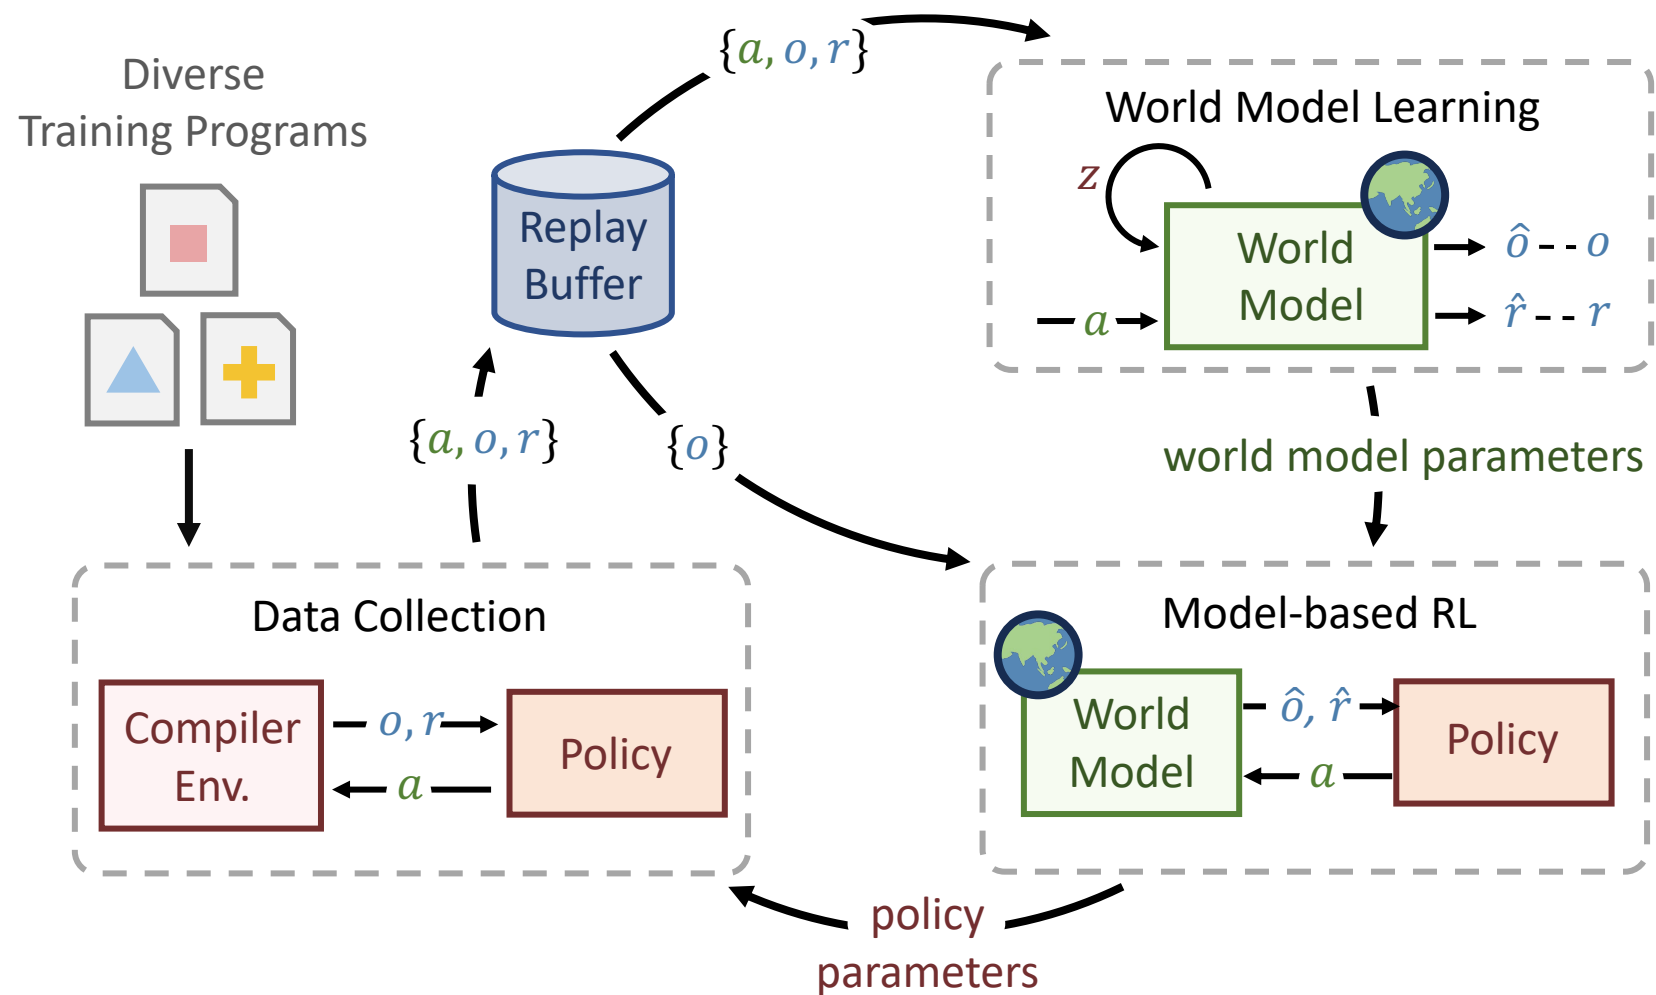 Diverse
Training Programs
{a, o, r}
World Model Learning
Replay
Buffer
z
World
Model
a
ô - - o
r̂ - - r
{a, o, r}
{o}
world model parameters
Data Collection
Compiler
Env.
o, r
a
Policy
Model-based RL
World
Model
ô, r̂
a
Policy
policy
parameters